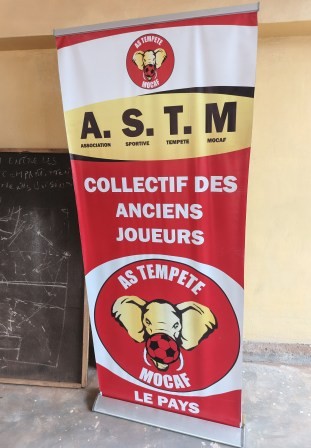 AS TEMPETE
MOCAF
A. S. T. M
ASSOCIATION SPORTIVE TEMPETE MOCAF
COLLECTIF DES
ANCIENS
JOUEURS
AS TEMPETE
MOCAF
LE PAYS